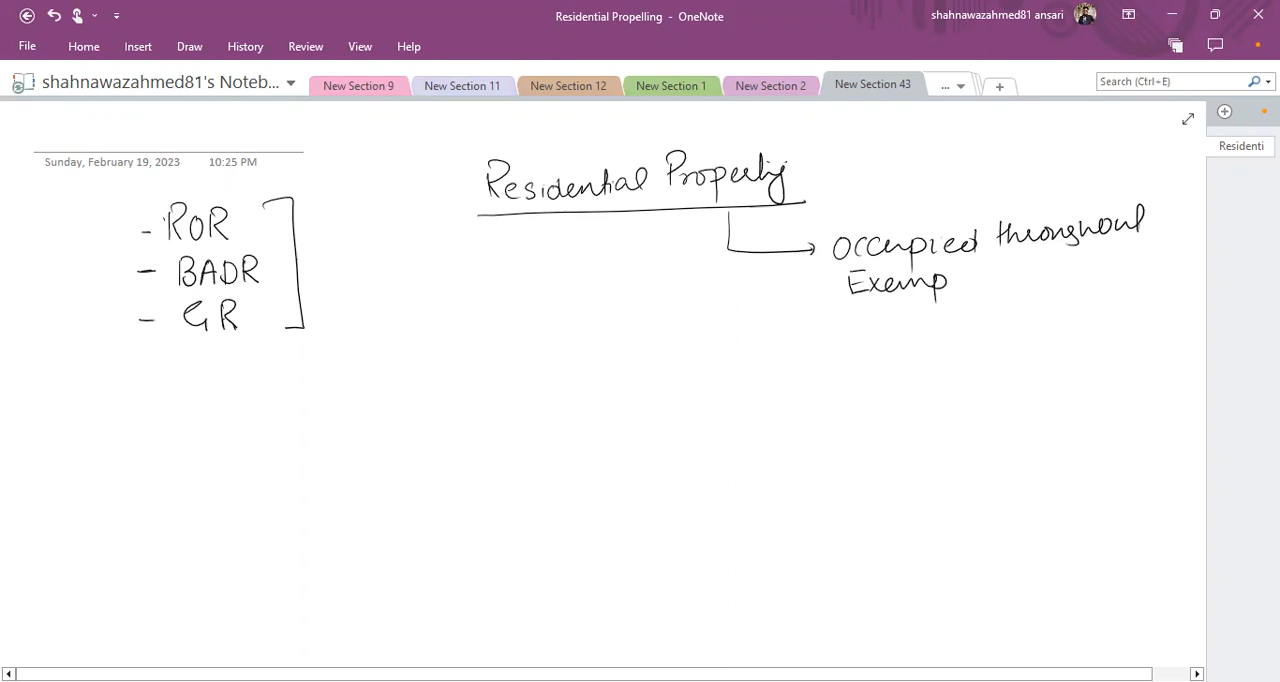 Residential Propelling - OneNote
shahnawazahmed81 ansari
File Home Insert Draw History Review View Help
shahnawazahmed81's Noteb...
New Section 9 New Section 11 New Section 12 New Section 1 New Section 2 New Section 43 ...
Search (Ctrl+E)
Residenti
Sunday, February 19, 2023 10:25 PM
Residential Property
- ROR
- BADR
- GR
Occupied throughout
Exemp